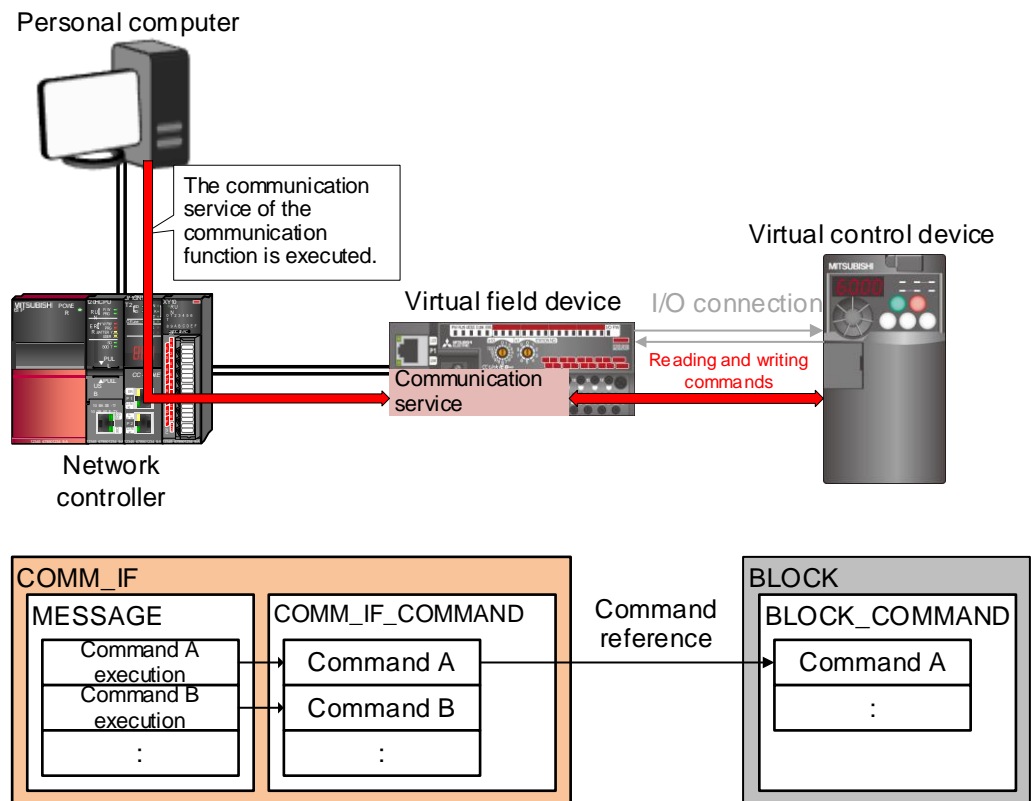 Personal computer
The communication
service of the
communication
function is executed.
Virtual control device
MITSUBISHI
Virtual field device
I/O connection
MITSUBISHI
Reading and writing
commands
Communication
service
Network
controller
COMM_IF
MESSAGE
Command A
execution
Command B
execution
:
COMM_IF_COMMAND
Command A
Command B
:
Command
reference
BLOCK
BLOCK_COMMAND
Command A
: